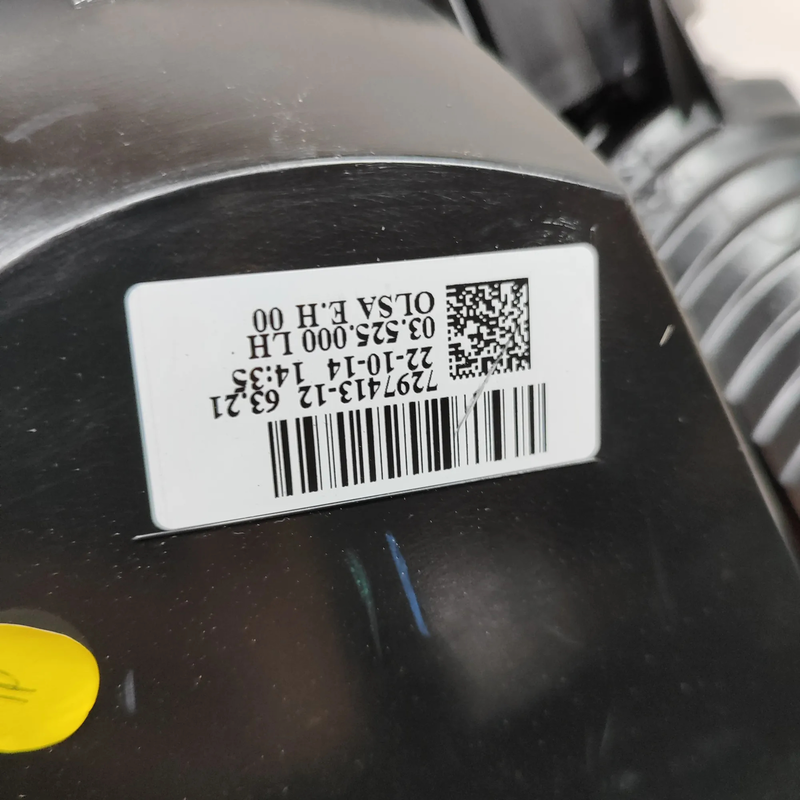 7297413-12 63.21
22-10-14 14:35
03.525.000 LH
OLSA E.H 00